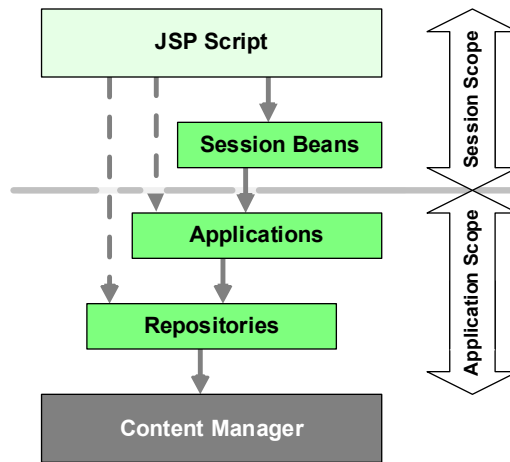 JSP Script
Session Scope
Session Beans
Applications
Application Scope
Repositories
Content Manager